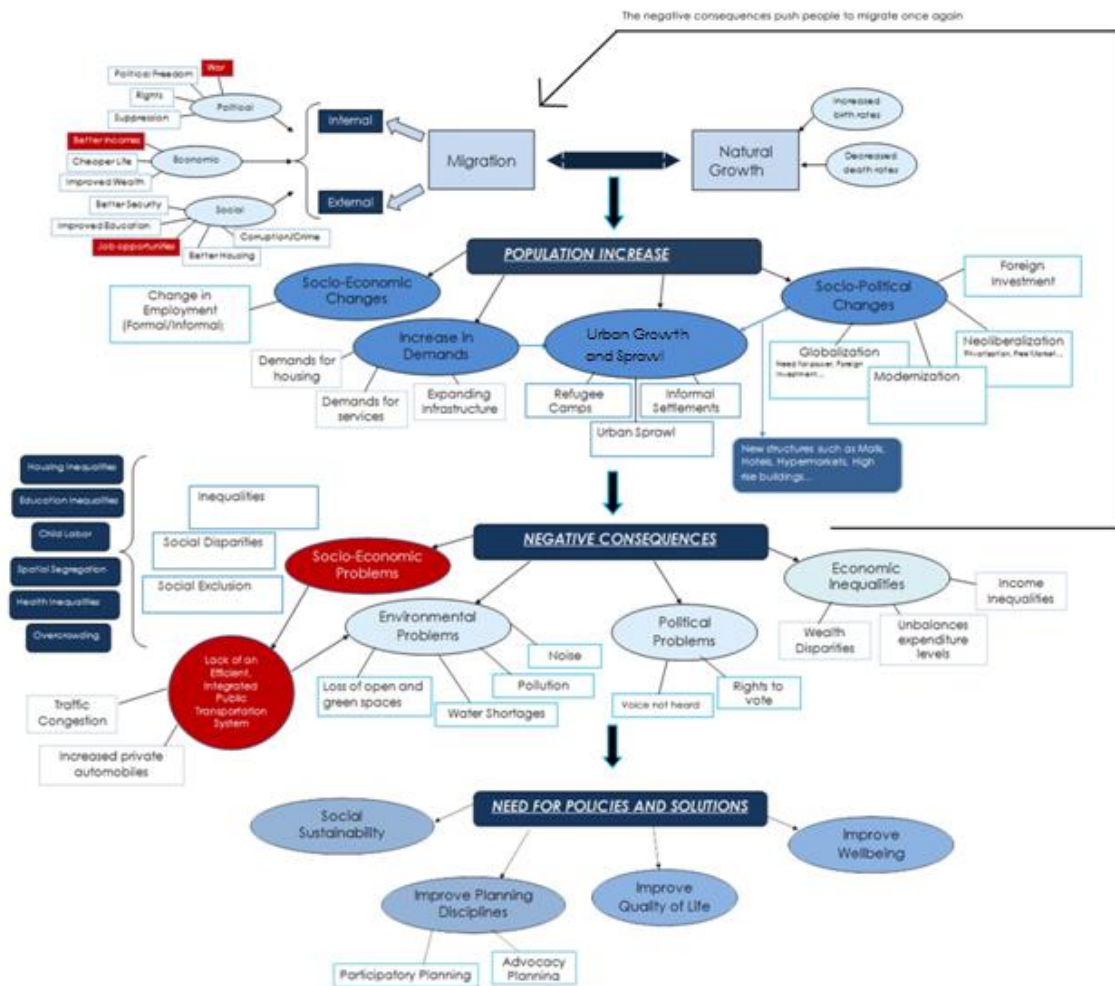 The negative consequences push people to migrate once again
War
Political Freedom
Rights
Suppression
Political
Better Incomes
Cheaper Life
Improved Wealth
Economic
Better Security
Improved Education
Job opportunities
Better Housing
Corruption/Crime
Social
Internal
External
Migration
Natural
Growth
Increased
birth rates
Decreased
death rates
POPULATION INCREASE
Socio-Economic
Changes
Change in
Employment
(Formal/Informal)
Increase In
Demands
Demands for
housing
Demands for
services
Expanding
Infrastructure
Urban Growth
and Sprawl
Refugee
Camps
Urban Sprawl
Informal
Settlements
Socio-Political
Changes
Foreign
Investment
Neoliberalization
Privatisation, Free Market...
Globalization
Need for power, Foreign
Investment...
Modernization
New structures such as Malls,
Hotels, Hypermarkets, High
rise buildings...
Housing Inequalities
Education Inequalities
Child Labor
Spatial Segregation
Health Inequalities
Overcrowding
Inequalities
Social Disparities
Social Exclusion
NEGATIVE CONSEQUENCES
Socio-Economic
Problems
Lack of an
Efficient,
Integrated
Public
Transportation
System
Traffic
Congestion
Increased private
automobiles
Environmental
Problems
Loss of open and
green spaces
Water Shortages
Pollution
Noise
Political
Problems
Voice not heard
Rights to
vote
Economic
Inequalities
Wealth
Disparities
Unbalances
expenditure
levels
Income
Inequalities
NEED FOR POLICIES AND SOLUTIONS
Social
Sustainability
Improve Planning
Disciplines
Participatory Planning
Advocacy
Planning
Improve
Quality of Life
Improve
Wellbeing